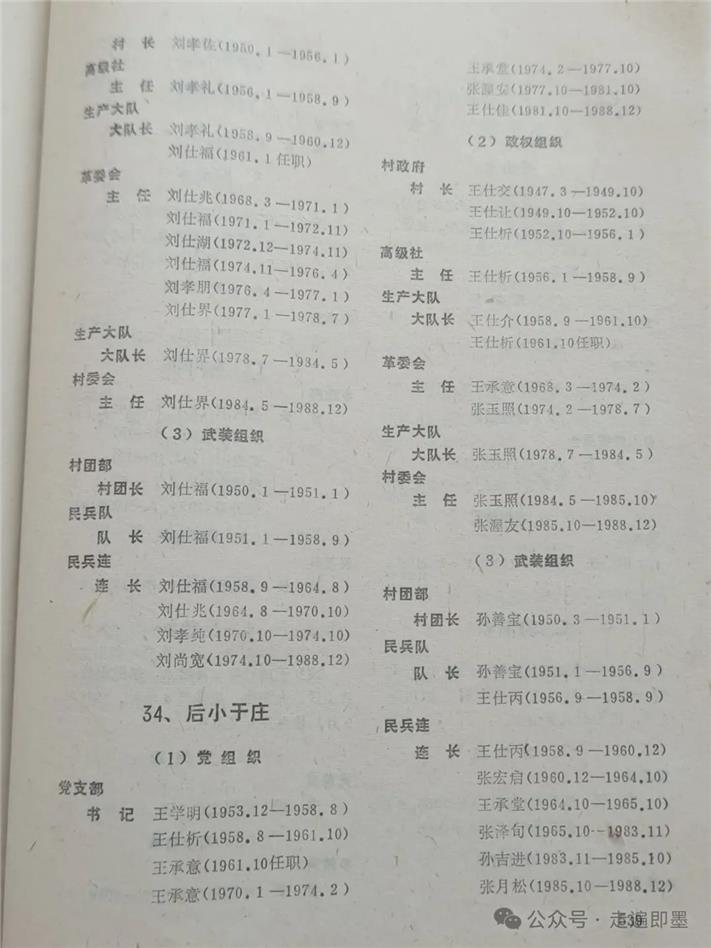 村 长 刘孝佐(1950.1—1956.1)
高级社
主 任 刘孝礼(1956.1—1958.9)
生产大队
大队长 刘孝礼(1958.9—1960.12)
刘仕福(1961.1任职)
革委会
主 任 刘仕兆(1968.3—1971.1)
刘仕福(1971.1—1972.11)
刘仕湖(1972.12—1974.11)
刘仕福(1974.11—1976.4)
刘孝朋(1976.4—1977.1)
刘仕界(1977.1—1978.7)
生产大队
大队长 刘仕界(1978.7—1984.5)
村委会
主 任 刘仕界(1984.5—1988.12)
(3)武装组织
村团部
村团长 刘仕福(1950.1—1951.1)
民兵队
队 长 刘仕福(1951.1—1958.9)
民兵连
连 长 刘仕福(1958.9—1964.8)
刘仕兆(1964.8—1970.10)
刘孝纯(1970.10—1974.10)
刘尚宽(1974.10—1988.12)
34、后小于庄
(1)党组织
党支部
书 记 王学明(1953.12—1958.8)
王仕析(1958.8—1961.10)
王承意(1961.10任职)
王承意(1970.1—1974.2)
王承堂(1974.2—1977.10)
张渥安(1977.10—1981.10)
王仕佳(1981.10—1988.12)
(2)政权组织
村政府
村 长 王仕交(1947.3—1949.10)
王仕让(1949.10—1952.10)
王仕析(1952.10—1956.1)
高级社
主 任 王仕析(1956.1—1958.9)
生产大队
大队长 王仕介(1958.9—1961.10)
王仕析(1961.10任职)
革委会
主 任 王承意(1968.3—1974.2)
张玉照(1974.2—1978.7)
生产大队
大队长 张玉照(1978.7—1984.5)
村委会
主 任 张玉照(1984.5—1985.10)
张渥友(1985.10—1988.12)
(3)武装组织
村团部
村团长 孙善宝(1950.3—1951.1)
民兵队
队 长 孙善宝(1951.1—1956.9)
王仕丙(1956.9—1958.9)
民兵连
连 长 王仕丙(1958.9—1960.12)
张宏启(1960.12—1964.10)
王承堂(1964.10—1965.10)
张泽旬(1965.10—1983.11)
孙吉进(1983.11—1985.10)
张月松(1985.10—1988.12)
539
公众号·走遍即墨